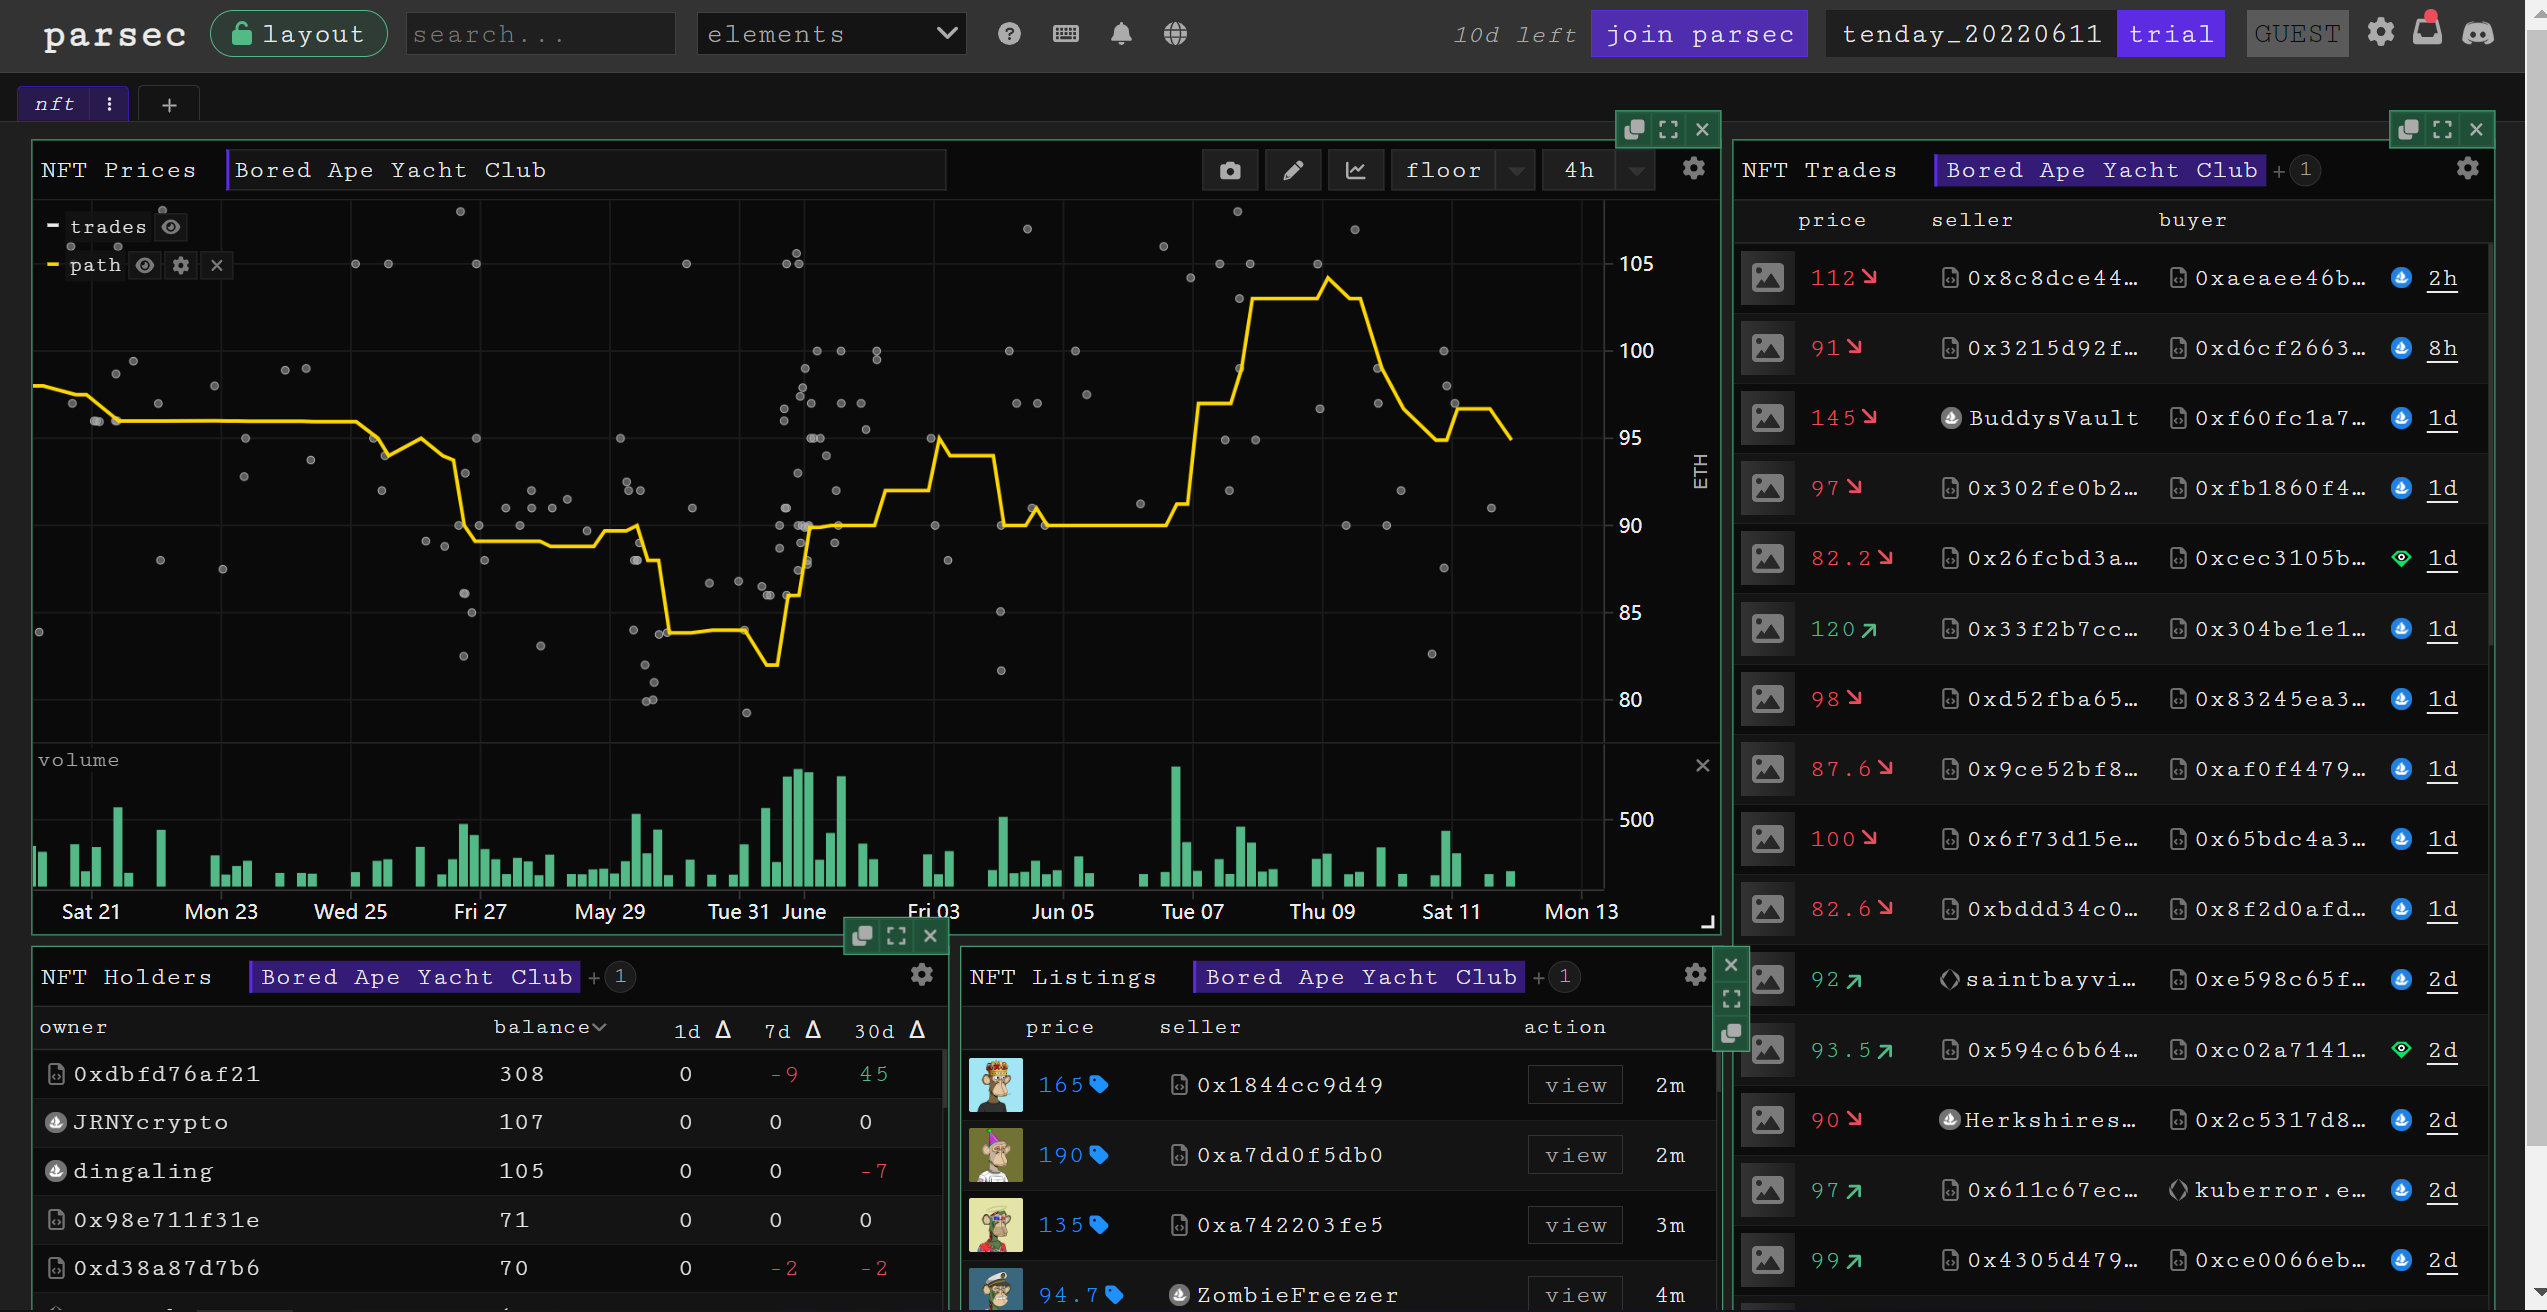 parsec layout search... elements 10d left join parsec tenday_20220611 trial GUEST
nft +
NFT Prices Bored Ape Yacht Club floor 4h
trades
path
105
100
95
90
85
80
ETH
volume
500
Sat 21 Mon 23 Wed 25 Fri 27 May 29 Tue 31 June Fri 03 Jun 05 Tue 07 Thu 09 Sat 11 Mon 13
NFT Trades Bored Ape Yacht Club + 1
price seller buyer
112 0x8c8dce44… 0xaeaee46b… 2h
91 0x3215d92f… 0xd6cf2663… 8h
145 BuddysVault 0xf60fc1a7… 1d
97 0x302fe0b2… 0xfb1860f4… 1d
82.2 0x26fcbd3a… 0xcec3105b… 1d
120 0x33f2b7cc… 0x304be1e1… 1d
98 0xd52fba65… 0x83245ea3… 1d
87.6 0x9ce52bf8… 0xaf0f4479… 1d
100 0x6f73d15e… 0x65bdc4a3… 1d
82.6 0xbddd34c0… 0x8f2d0afd… 1d
92 saintbayvi… 0xe598c65f… 2d
93.5 0x594c6b64… 0xc02a7141… 2d
90 Herkshires… 0x2c5317d8… 2d
97 0x611c67ec… kuberror.e… 2d
99 0x4305d479… 0xce0066eb… 2d
NFT Holders Bored Ape Yacht Club + 1
owner balance 1d Δ 7d Δ 30d Δ
0xdbfd76af21 308 0 -9 45
JRNYcrypto 107 0 0 0
dingaling 105 0 0 -7
0x98e711f31e 71 0 0 0
0xd38a87d7b6 70 0 -2 -2
NFT Listings Bored Ape Yacht Club + 1
price seller action
165 0x1844cc9d49 view 2m
190 0xa7dd0f5db0 view 2m
135 0xa742203fe5 view 3m
94.7 ZombieFreezer view 4m